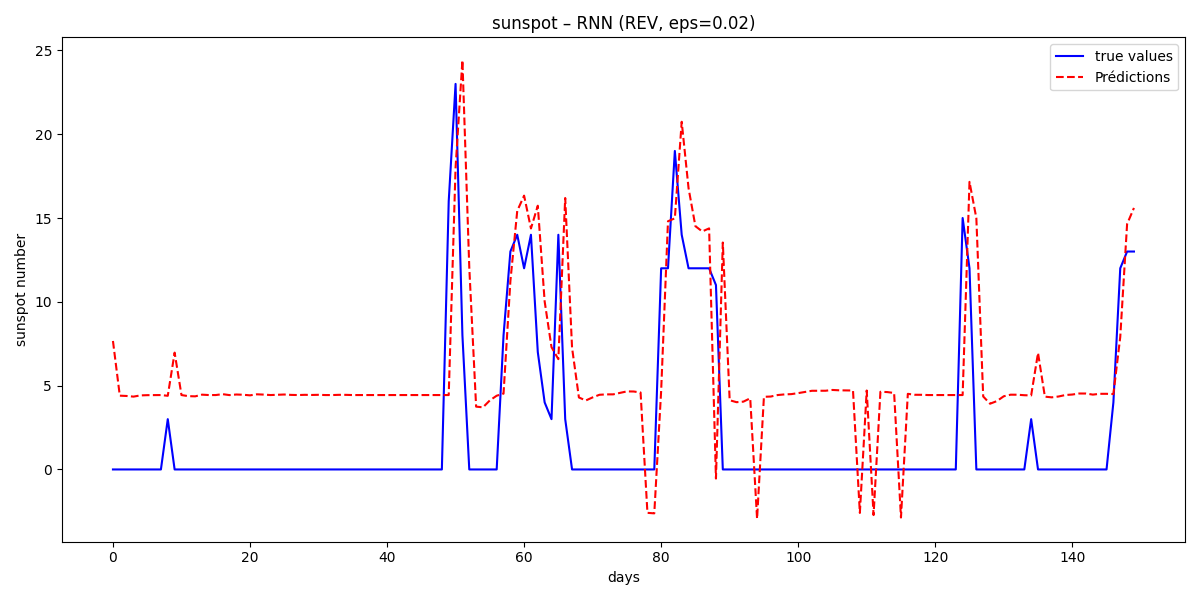 sunspot – RNN (REV, eps=0.02)
true values
Prédictions
sunspot number
25
20
15
10
5
0
0 20 40 60 80 100 120 140
days